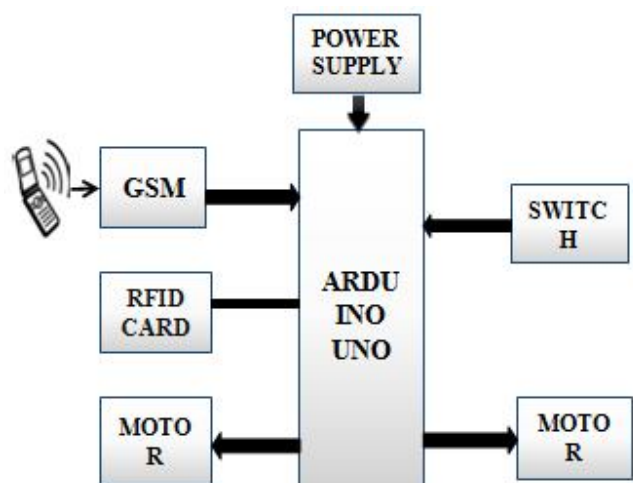 POWER
SUPPLY
GSM
SWITC
H
RFID
CARD
ARDU
INO
UNO
MOTO
R
MOTO
R